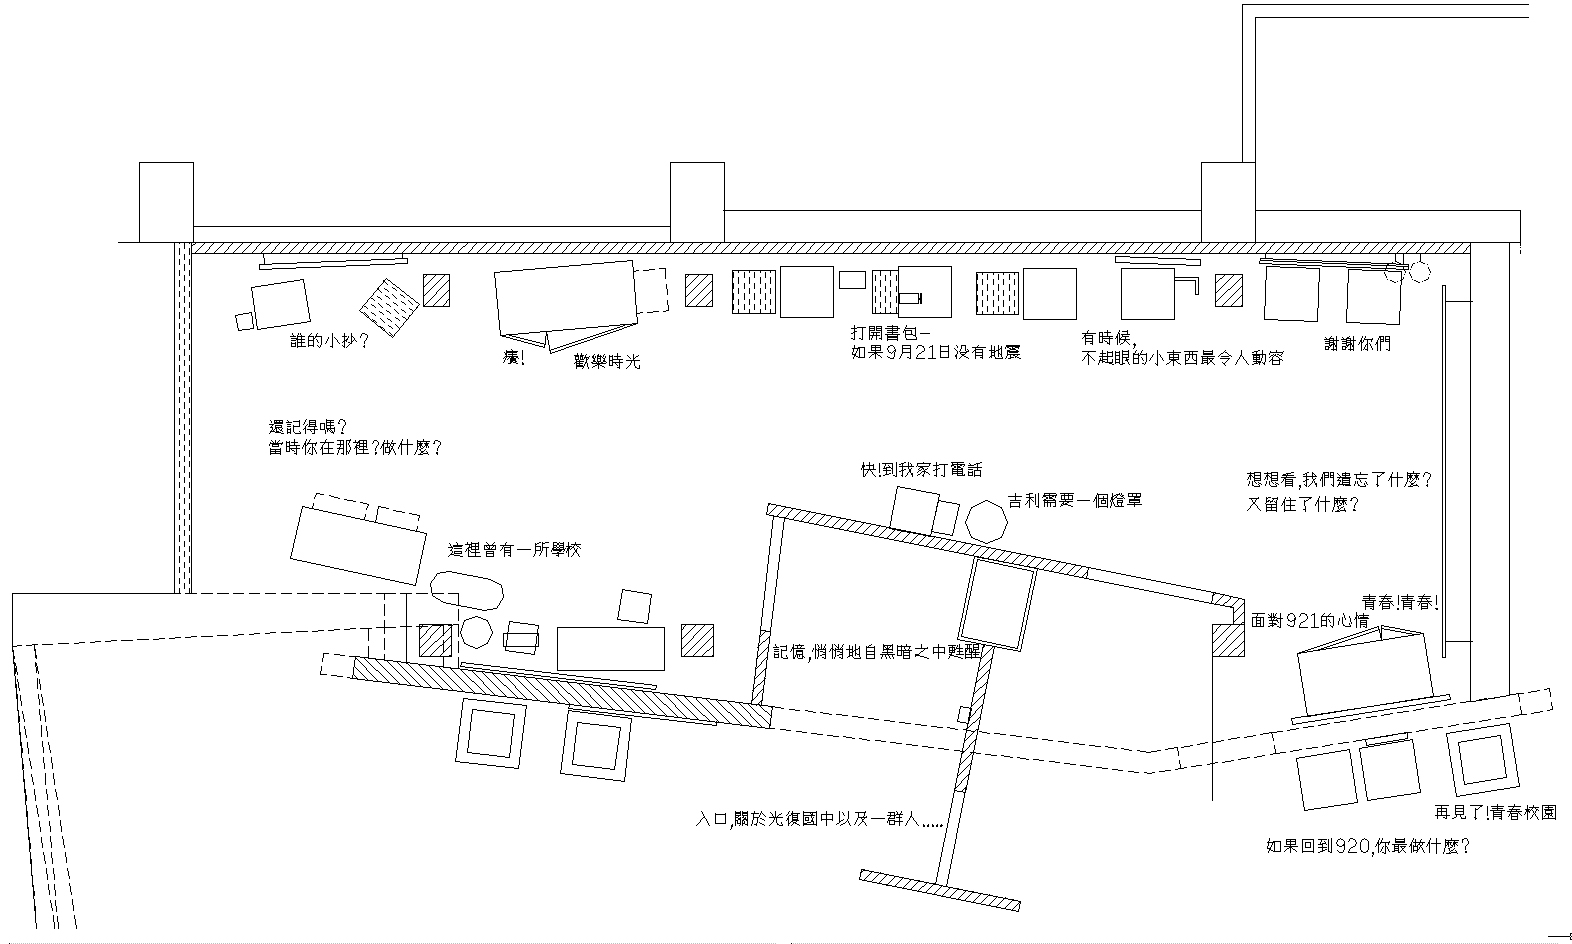 誰的小抄?
癢!
歡樂時光
打開書包－
如果9月21日没有地震
有時候,
不起眼的小東西最令人動容
謝謝你們
還記得嗎?
當時你在那裡?做什麼?
快!到我家打電話
吉利需要一個燈罩
想想看,我們遺忘了什麼?
又留住了什麼?
這裡曾有一所學校
青春!青春!
面對921的心情
記憶,悄悄地自黑暗之中甦醒
入口,關於光復國中以及一群人.....
再見了!青春校園
如果回到920,你最做什麼?